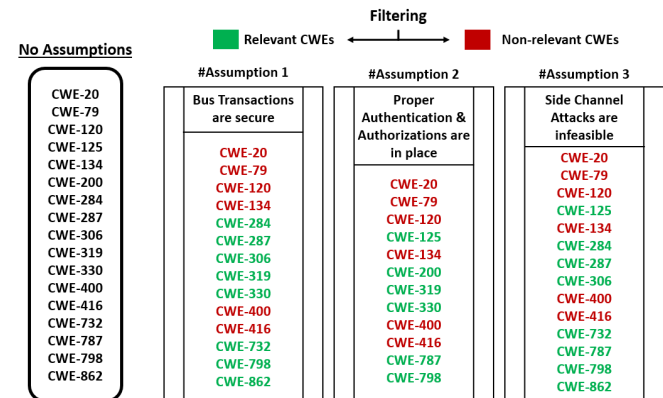 Filtering
Relevant CWEs
Non-relevant CWEs
No Assumptions
CWE-20
CWE-79
CWE-120
CWE-125
CWE-134
CWE-200
CWE-284
CWE-287
CWE-306
CWE-319
CWE-330
CWE-400
CWE-416
CWE-732
CWE-787
CWE-798
CWE-862
#Assumption 1
Bus Transactions
are secure
CWE-20
CWE-79
CWE-120
CWE-134
CWE-284
CWE-287
CWE-306
CWE-319
CWE-330
CWE-400
CWE-416
CWE-732
CWE-798
CWE-862
#Assumption 2
Proper
Authentication &
Authorizations are
in place
CWE-20
CWE-79
CWE-120
CWE-125
CWE-134
CWE-200
CWE-319
CWE-330
CWE-400
CWE-416
CWE-787
CWE-798
#Assumption 3
Side Channel
Attacks are
infeasible
CWE-20
CWE-79
CWE-120
CWE-125
CWE-134
CWE-284
CWE-287
CWE-306
CWE-400
CWE-416
CWE-732
CWE-787
CWE-798
CWE-862